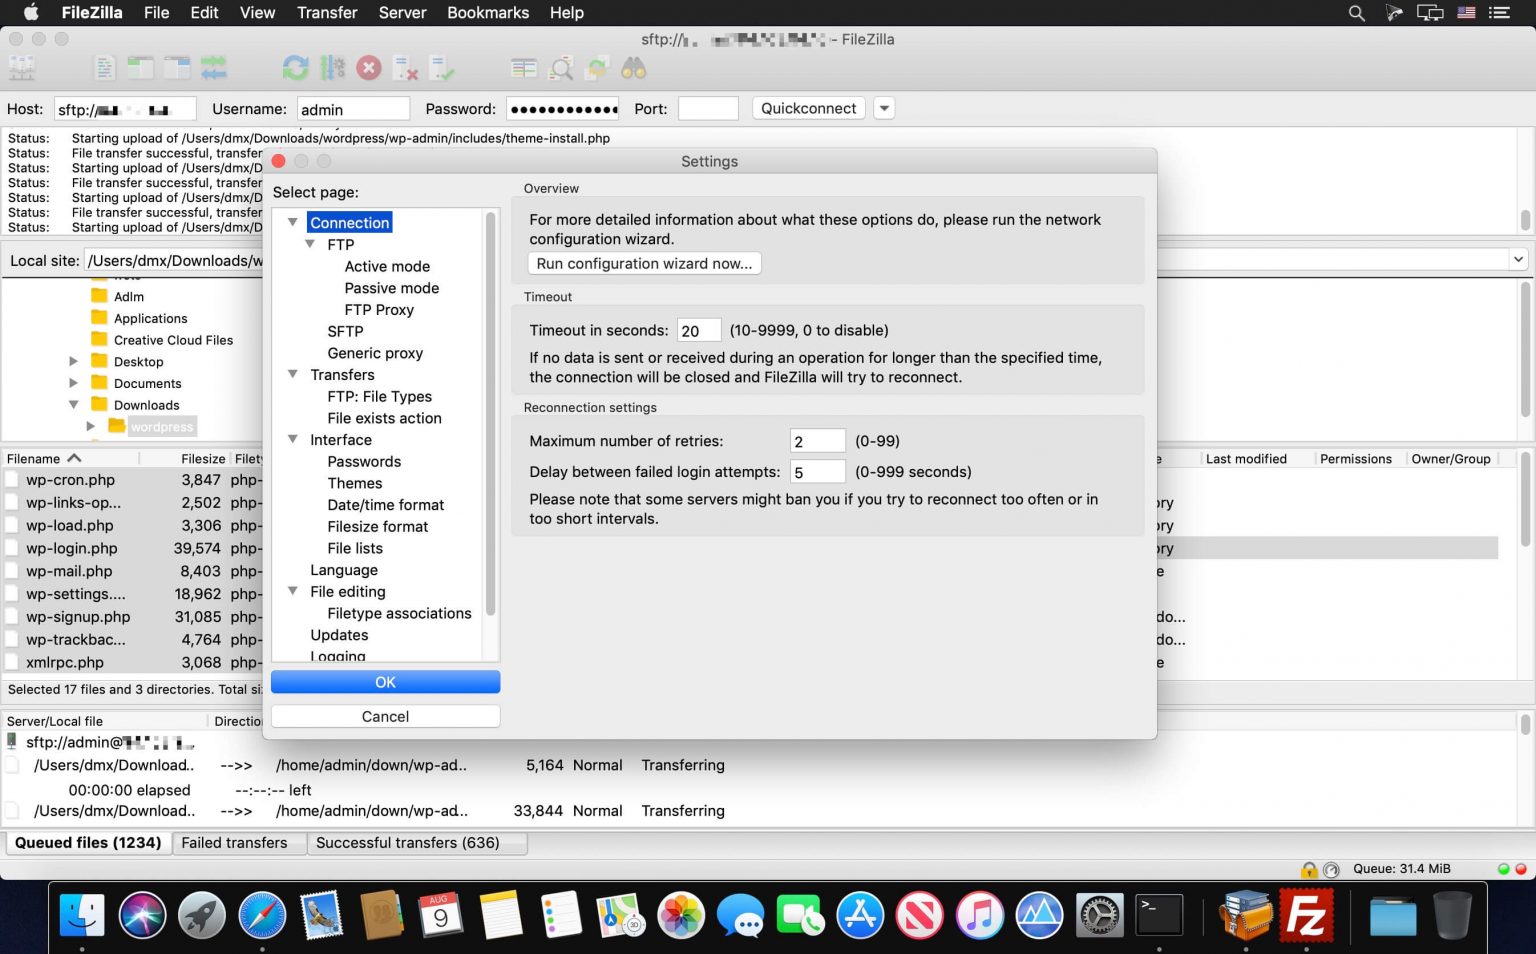 FileZilla File Edit View Transfer Server Bookmarks Help
sftp:// - FileZilla
Host: sftp:// Username: admin Password: ●●●●●●●●●●●● Port: Quickconnect
Status: Starting upload of /Users/dmx/Downloads/wordpress/wp-admin/includes/theme-install.php
Status: File transfer successful, transfer
Status: Starting upload of /Users/dmx/D
Status: File transfer successful, transfer
Status: Starting upload of /Users/dmx/D
Status: File transfer successful, transfer
Status: Starting upload of /Users/dmx/D
Local site: /Users/dmx/Downloads/w
Adlm
Applications
Creative Cloud Files
Desktop
Documents
Downloads
wordpress
Filename Filesize Filety
wp-cron.php 3,847 php-
wp-links-op... 2,502 php-
wp-load.php 3,306 php-
wp-login.php 39,574 php-
wp-mail.php 8,403 php-
wp-settings.... 18,962 php-
wp-signup.php 31,085 php-
wp-trackbac... 4,764 php-
xmlrpc.php 3,068 php-
Selected 17 files and 3 directories. Total si
Settings
Select page:
Connection
FTP
Active mode
Passive mode
FTP Proxy
SFTP
Generic proxy
Transfers
FTP: File Types
File exists action
Interface
Passwords
Themes
Date/time format
Filesize format
File lists
Language
File editing
Filetype associations
Updates
Logging
OK
Cancel
Overview
For more detailed information about what these options do, please run the network
configuration wizard.
Run configuration wizard now...
Timeout
Timeout in seconds: 20 (10-9999, 0 to disable)
If no data is sent or received during an operation for longer than the specified time,
the connection will be closed and FileZilla will try to reconnect.
Reconnection settings
Maximum number of retries: 2 (0-99)
Delay between failed login attempts: 5 (0-999 seconds)
Please note that some servers might ban you if you try to reconnect too often or in
too short intervals.
e Last modified Permissions Owner/Group
ory
ory
ory
e
do...
do...
e
Server/Local file Directio
sftp://admin@
/Users/dmx/Download.. -->> /home/admin/down/wp-ad... 5,164 Normal Transferring
00:00:00 elapsed --:--:-- left
/Users/dmx/Download.. -->> /home/admin/down/wp-ad... 33,844 Normal Transferring
Queued files (1234) Failed transfers Successful transfers (636)
Queue: 31.4 MiB
AUG
9
3D
>_
Fz